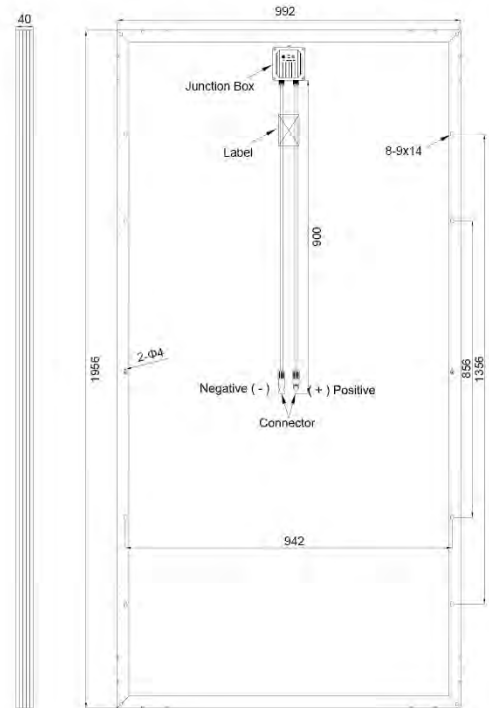 40
992
Junction Box
Label
8-9x14
900
2-Φ4
1956
856
1356
Negative ( - )
( + ) Positive
Connector
942